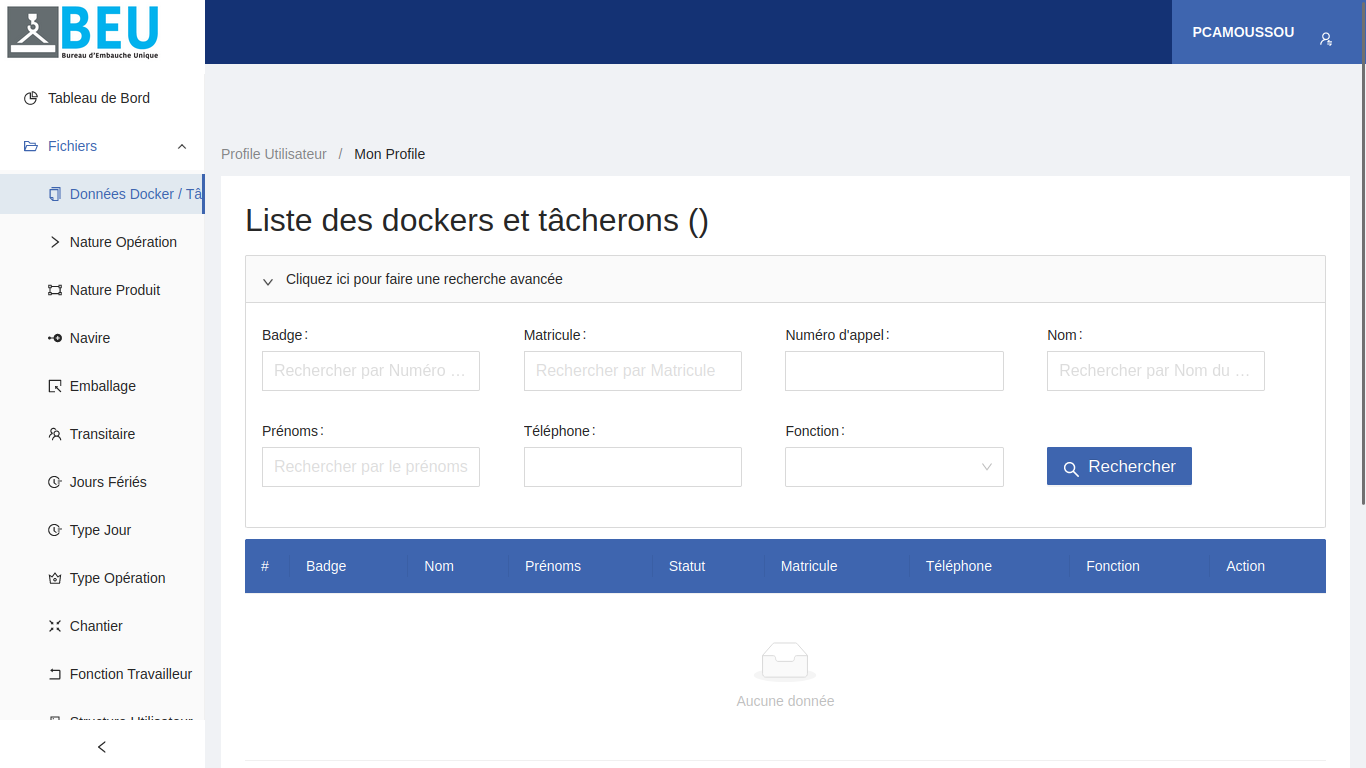 BEU
Bureau d'Embauche Unique
PCAMOUSSOU
Tableau de Bord
Fichiers
Données Docker / Tâ
Nature Opération
Nature Produit
Navire
Emballage
Transitaire
Jours Fériés
Type Jour
Type Opération
Chantier
Fonction Travailleur
Structure Utilisateur
Profile Utilisateur / Mon Profile
Liste des dockers et tâcherons ()
Cliquez ici pour faire une recherche avancée
Badge : Matricule : Numéro d'appel : Nom :
Rechercher par Numéro … Rechercher par Matricule Rechercher par Nom du …
Prénoms : Téléphone : Fonction :
Rechercher par le prénoms Rechercher
# Badge Nom Prénoms Statut Matricule Téléphone Fonction Action
Aucune donnée